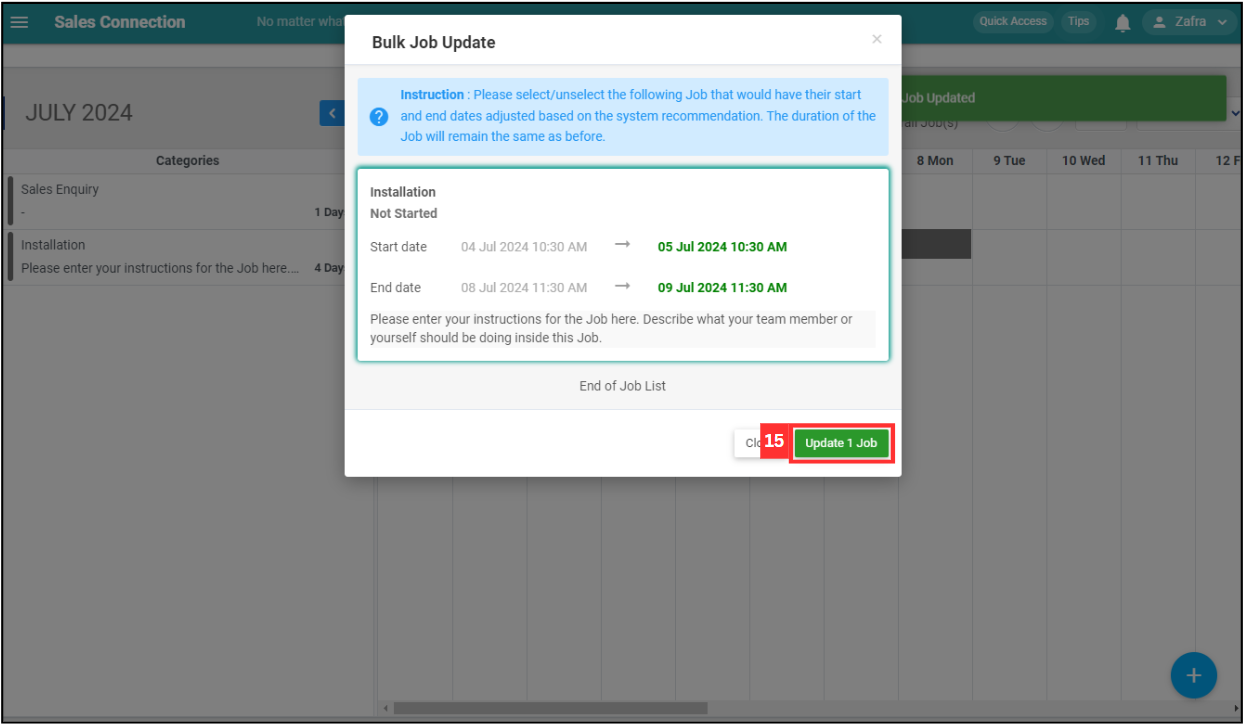 Sales Connection
No matter what
Quick Access
Tips
Zafra
Bulk Job Update
×
Instruction : Please select/unselect the following Job that would have their start
and end dates adjusted based on the system recommendation. The duration of the
Job will remain the same as before.
Job Updated
all Job(s)
JULY 2024
Categories
8 Mon
9 Tue
10 Wed
11 Thu
12 F
Sales Enquiry
-
1 Day
Installation
Please enter your instructions for the Job here....
4 Day
Installation
Not Started
Start date
04 Jul 2024 10:30 AM → 05 Jul 2024 10:30 AM
End date
08 Jul 2024 11:30 AM → 09 Jul 2024 11:30 AM
Please enter your instructions for the Job here. Describe what your team member or
yourself should be doing inside this Job.
End of Job List
15
Update 1 Job
+